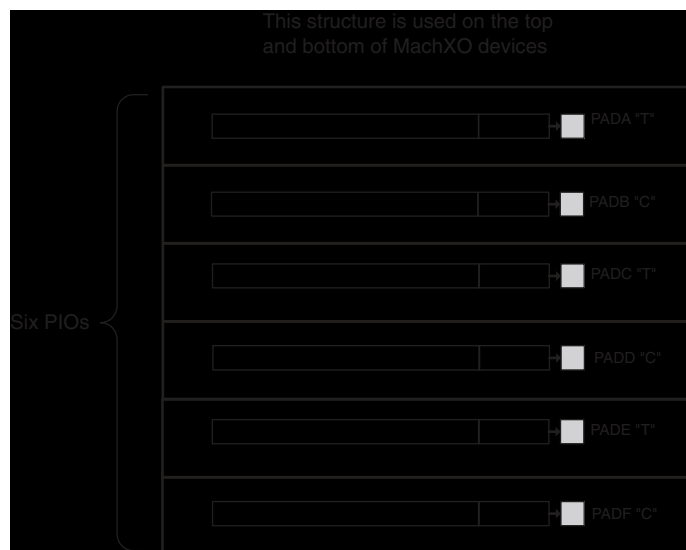 This structure is used on the top
and bottom of MachXO devices
PADA "T"
PADB "C"
PADC "T"
Six PIOs
PADD "C"
PADE "T"
PADF "C"